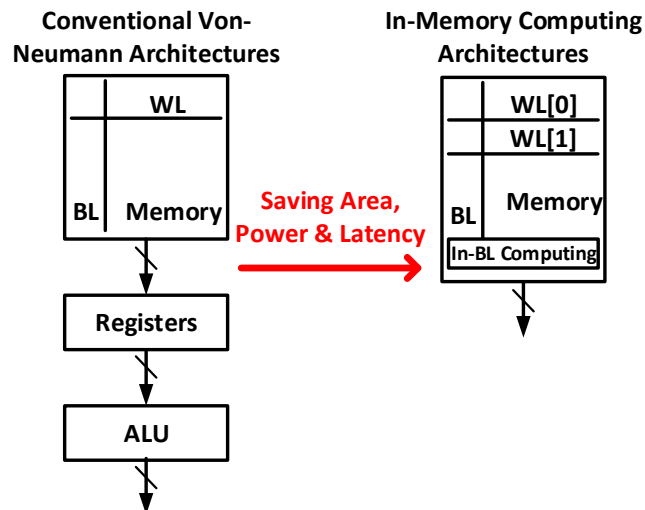 Conventional Von-
Neumann Architectures
WL
BL
Memory
Registers
ALU
Saving Area,
Power & Latency
In-Memory Computing
Architectures
WL[0]
WL[1]
BL
Memory
In-BL Computing